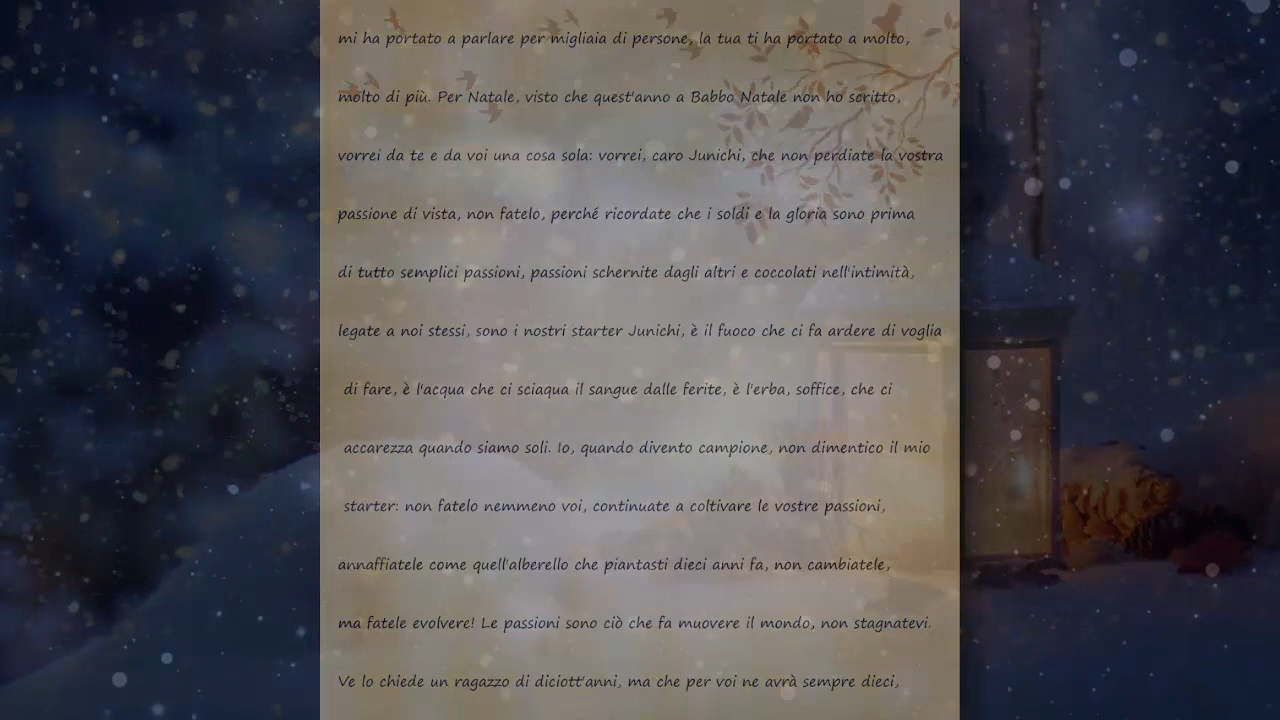 mi ha portato a parlare per migliaia di persone, la tua ti ha portato a molto,
molto di più. Per Natale, visto che quest'anno a Babbo Natale non ho scritto,
vorrei da te e da voi una cosa sola: vorrei, caro Junichi, che non perdiate la vostra
passione di vista, non fatelo, perché ricordate che i soldi e la gloria sono prima
di tutto semplici passioni, passioni schernite dagli altri e coccolati nell'intimità,
legate a noi stessi, sono i nostri starter Junichi, è il fuoco che ci fa ardere di voglia
di fare, è l'acqua che ci sciaqua il sangue dalle ferite, è l'erba, soffice, che ci
accarezza quando siamo soli. Io, quando divento campione, non dimentico il mio
starter: non fatelo nemmeno voi, continuate a coltivare le vostre passioni,
annaffiatele come quell'alberello che piantasti dieci anni fa, non cambiatele,
ma fatele evolvere! Le passioni sono ciò che fa muovere il mondo, non stagnatevi.
Ve lo chiede un ragazzo di diciott'anni, ma che per voi ne avrà sempre dieci,